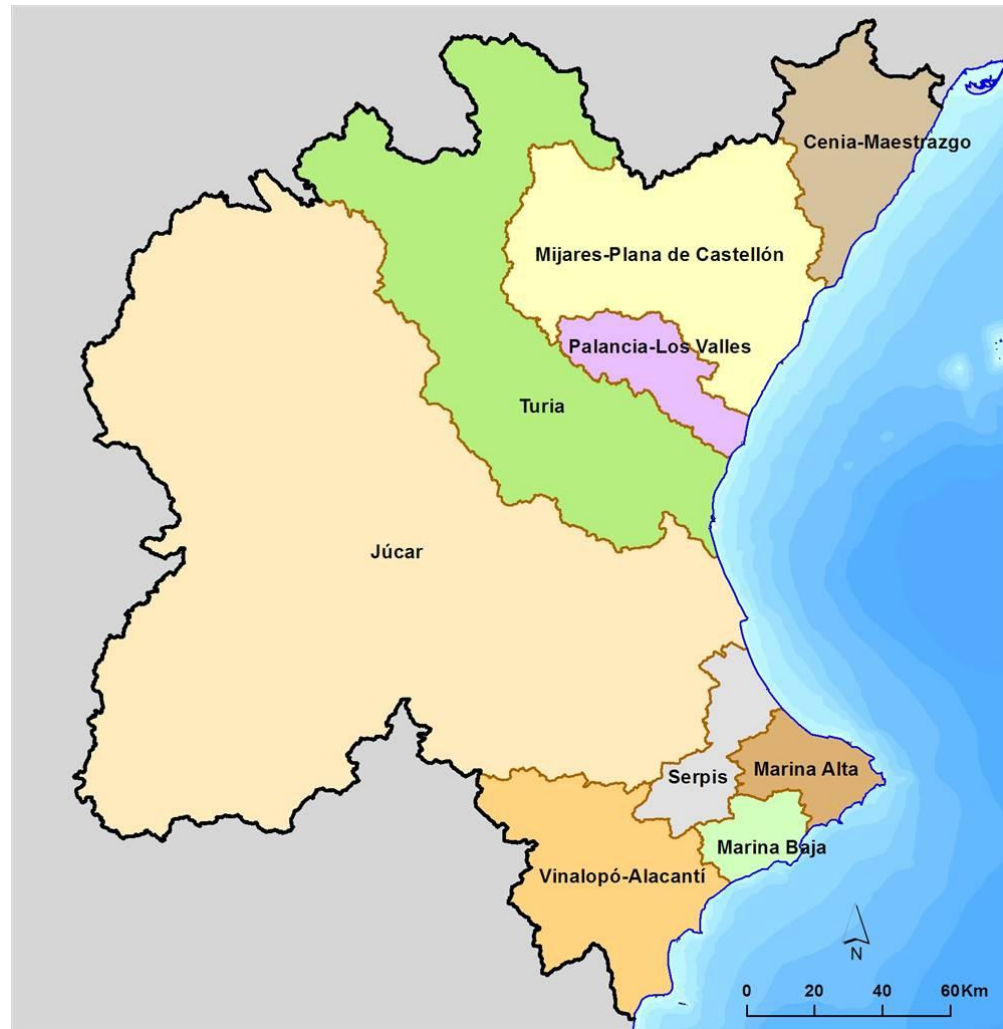 Cenia-Maestrazgo
Mijares-Plana de Castellón
Palancia-Los Valles
Turia
Júcar
Serpis
Marina Alta
Marina Baja
Vinalopó-Alacantí
N
0 20 40 60Km